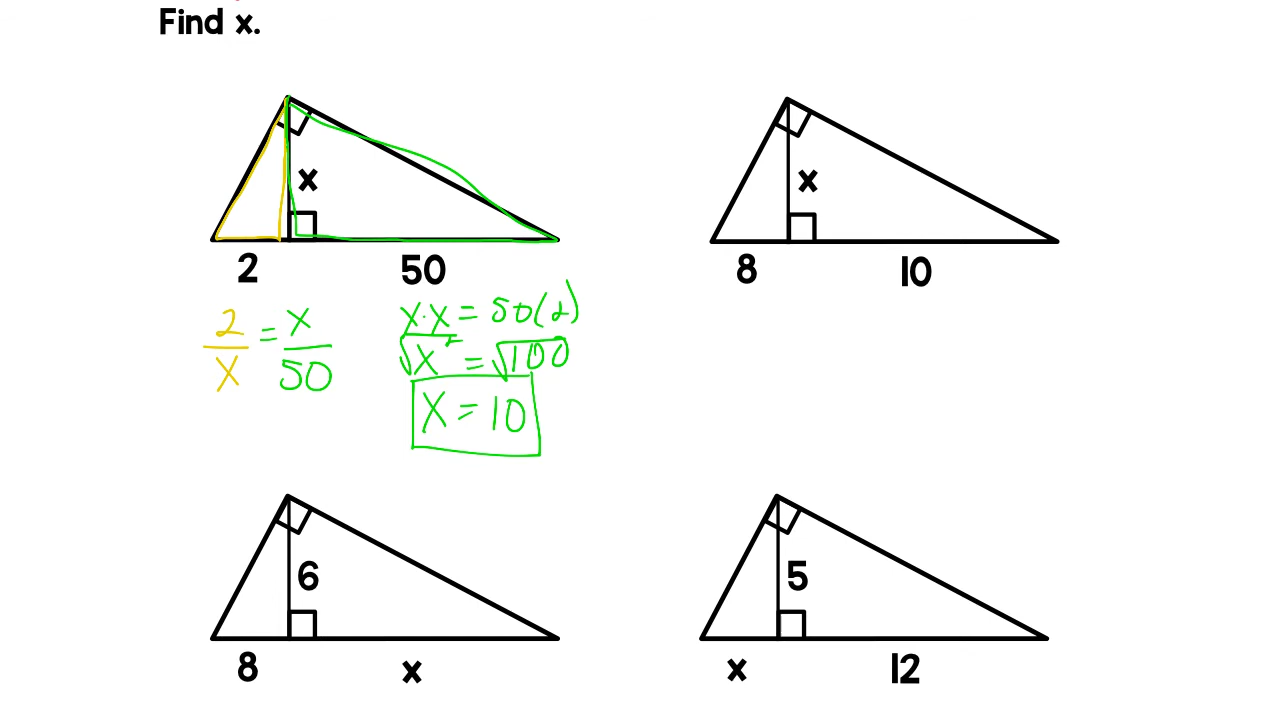 Find x.
x
2 50
2/x = x/50
x·x = 50(2)
√x² = √100
x = 10
x
8 10
6
8 x
5
x 12